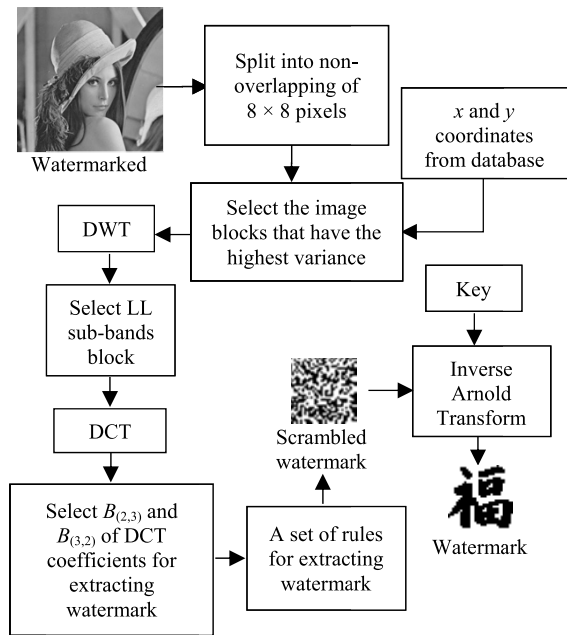 Watermarked
Split into non-
overlapping of
8 × 8 pixels
x and y
coordinates
from database
Select the image
blocks that have the
highest variance
DWT
Select LL
sub-bands
block
DCT
Select B(2,3) and
B(3,2) of DCT
coefficients for
extracting
watermark
A set of rules
for extracting
watermark
Scrambled
watermark
Key
Inverse
Arnold
Transform
福
Watermark